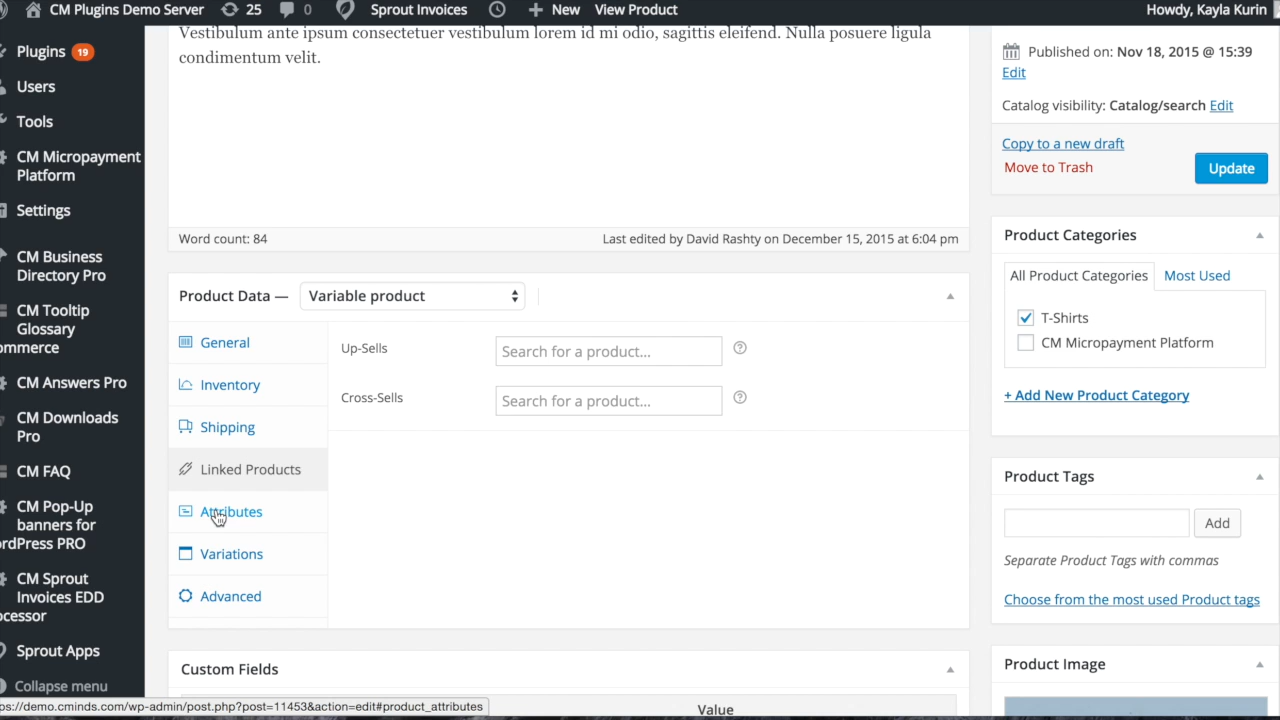 CM Plugins Demo Server 25 0 Sprout Invoices New View Product Howdy, Kayla Kurin
Plugins 19
Users
Tools
CM Micropayment
Platform
Settings
CM Business
Directory Pro
CM Tooltip
Glossary
ommerce
CM Answers Pro
CM Downloads
Pro
CM FAQ
CM Pop-Up
banners for
ordPress PRO
CM Sprout
Invoices EDD
ocessor
Sprout Apps
Collapse menu
Vestibulum ante ipsum consectetuer vestibulum lorem id mi odio, sagittis eleifend. Nulla posuere ligula
condimentum velit.
Word count: 84 Last edited by David Rashty on December 15, 2015 at 6:04 pm
Product Data — Variable product
General
Inventory
Shipping
Linked Products
Attributes
Variations
Advanced
Up-Sells Search for a product...
Cross-Sells Search for a product...
Custom Fields
Value
Published on: Nov 18, 2015 @ 15:39
Edit
Catalog visibility: Catalog/search Edit
Copy to a new draft
Move to Trash
Update
Product Categories
All Product Categories Most Used
T-Shirts
CM Micropayment Platform
+ Add New Product Category
Product Tags
Add
Separate Product Tags with commas
Choose from the most used Product tags
Product Image
ps://demo.cminds.com/wp-admin/post.php?post=11453&action=edit#product_attributes